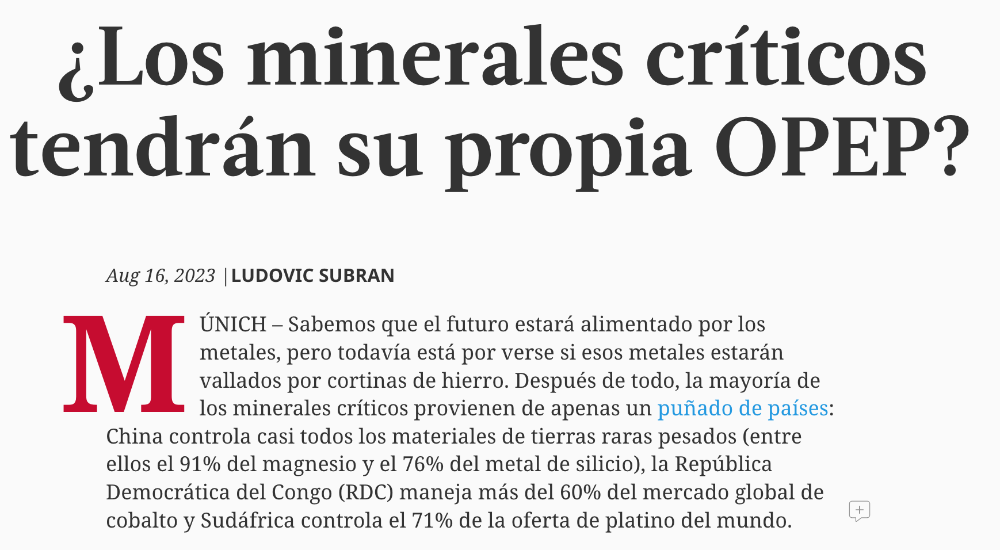 ¿Los minerales críticos
tendrán su propia OPEP?
Aug 16, 2023 |LUDOVIC SUBRAN
MÚNICH – Sabemos que el futuro estará alimentado por los
metales, pero todavía está por verse si esos metales estarán
vallados por cortinas de hierro. Después de todo, la mayoría de
los minerales críticos provienen de apenas un puñado de países:
China controla casi todos los materiales de tierras raras pesados (entre
ellos el 91% del magnesio y el 76% del metal de silicio), la República
Democrática del Congo (RDC) maneja más del 60% del mercado global de
cobalto y Sudáfrica controla el 71% de la oferta de platino del mundo.